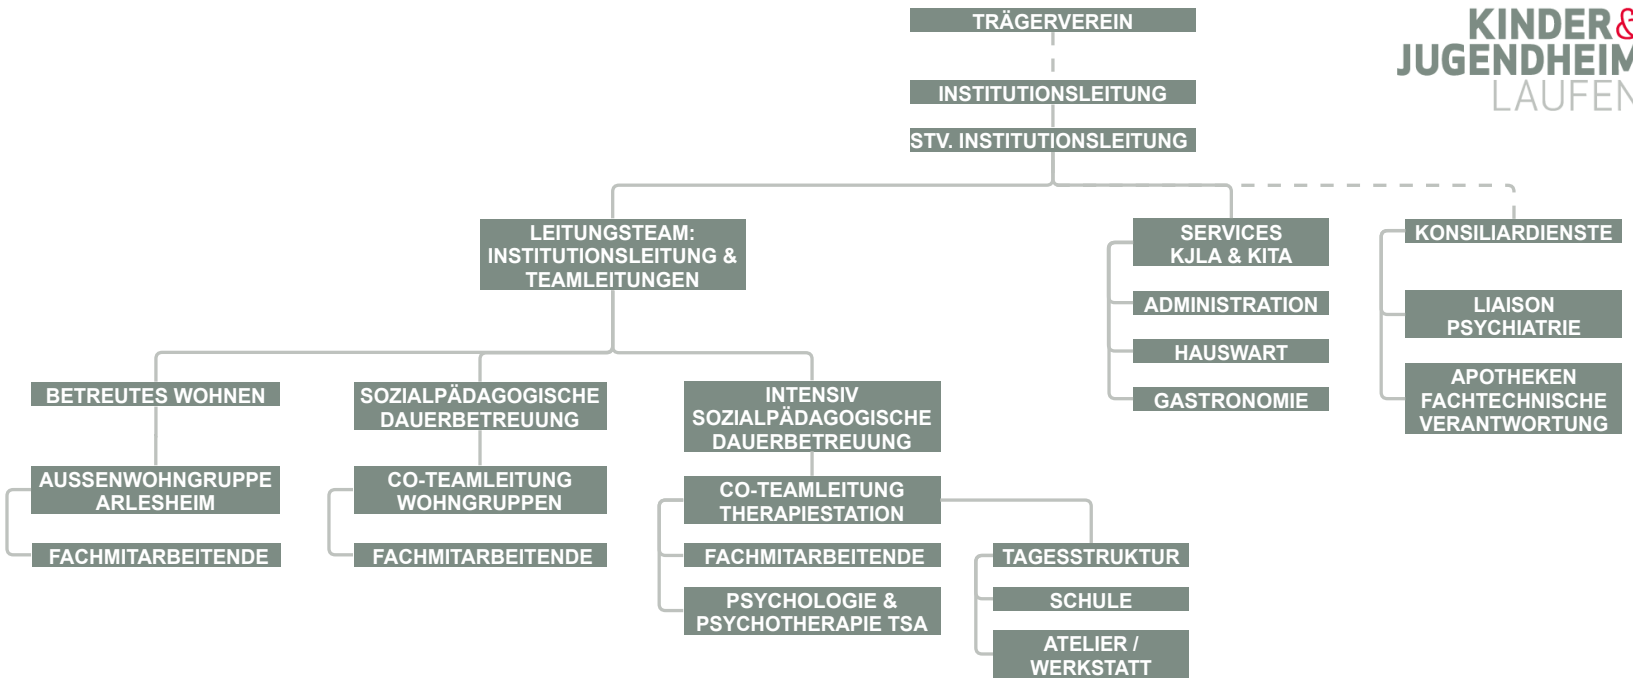 TRÄGERVEREIN
KINDER&
JUGENDHEIM
LAUFEN
INSTITUTIONSLEITUNG
STV. INSTITUTIONSLEITUNG
LEITUNGSTEAM:
INSTITUTIONSLEITUNG &
TEAMLEITUNGEN
SERVICES
KJLA & KITA
ADMINISTRATION
HAUSWART
GASTRONOMIE
KONSILIARDIENSTE
LIAISON
PSYCHIATRIE
APOTHEKEN
FACHTECHNISCHE
VERANTWORTUNG
BETREUTES WOHNEN
AUSSENWOHNGRUPPE
ARLESHEIM
FACHMITARBEITENDE
SOZIALPÄDAGOGISCHE
DAUERBETREUUNG
CO-TEAMLEITUNG
WOHNGRUPPEN
FACHMITARBEITENDE
INTENSIV
SOZIALPÄDAGOGISCHE
DAUERBETREUUNG
CO-TEAMLEITUNG
THERAPIESTATION
FACHMITARBEITENDE
PSYCHOLOGIE &
PSYCHOTHERAPIE TSA
TAGESSTRUKTUR
SCHULE
ATELIER /
WERKSTATT